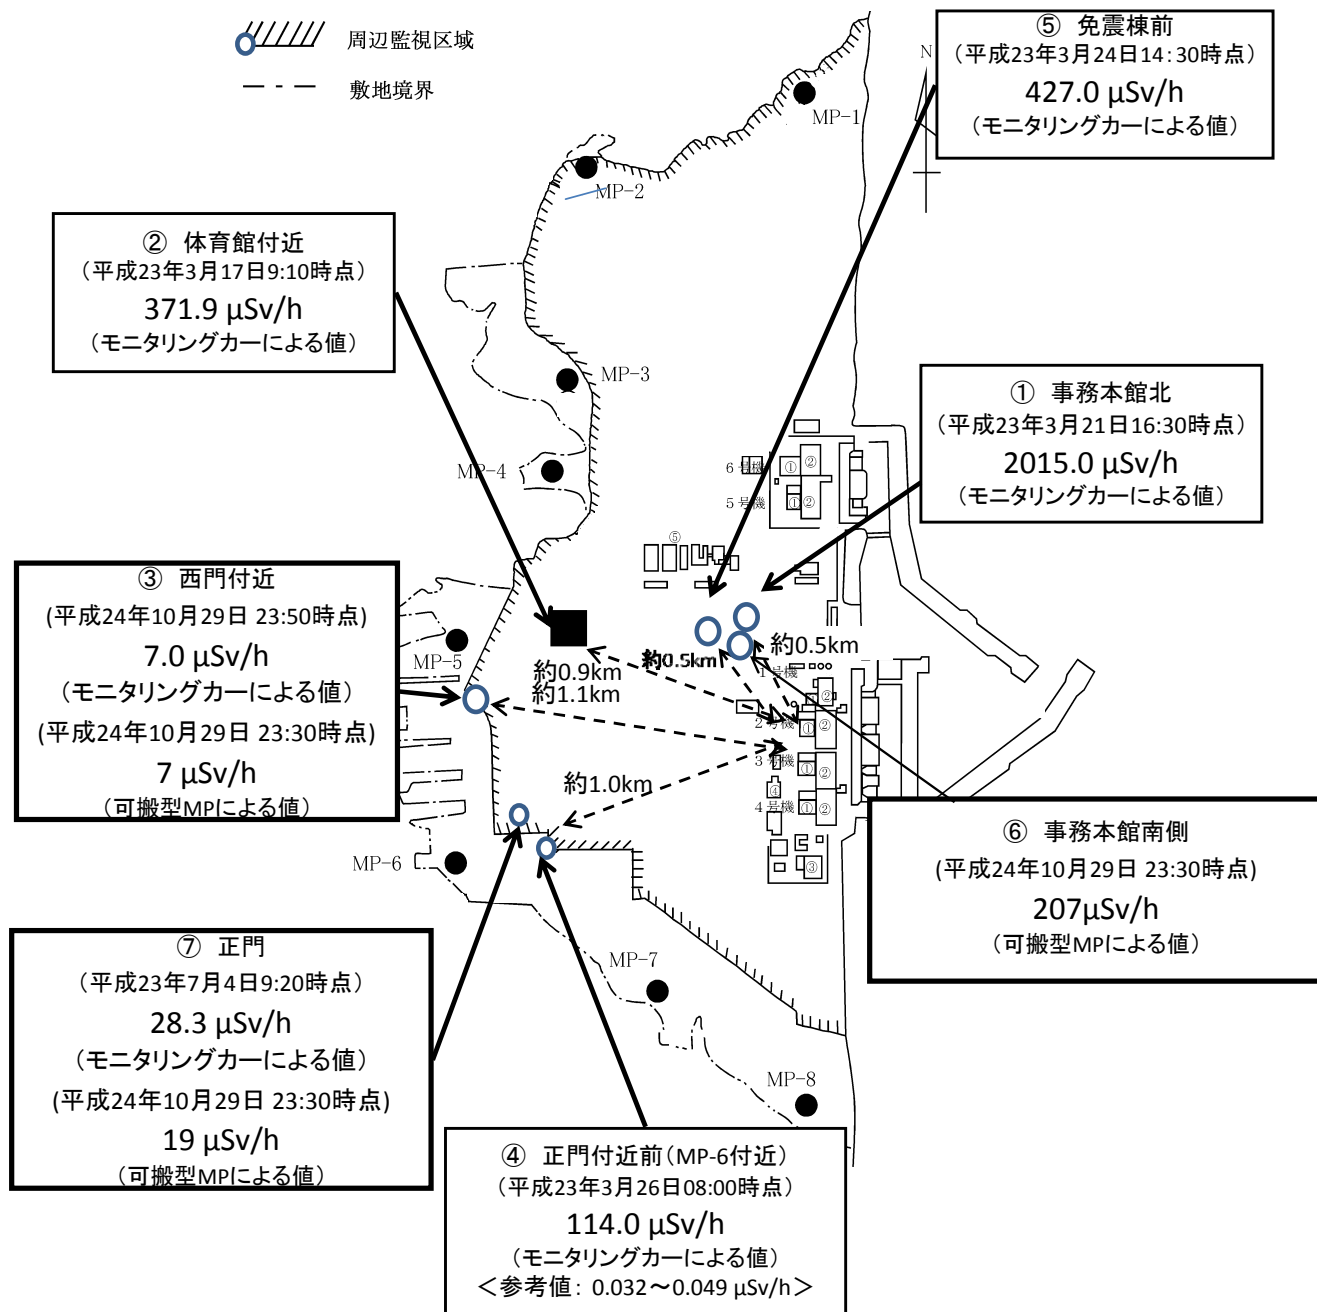 周辺監視区域
敷地境界
⑤ 免震棟前
(平成23年3月24日14:30時点)
427.0 μSv/h
(モニタリングカーによる値)
N
MP-1
MP-2
② 体育館付近
(平成23年3月17日9:10時点)
371.9 μSv/h
(モニタリングカーによる値)
MP-3
MP-4
① 事務本館北
(平成23年3月21日16:30時点)
2015.0 μSv/h
(モニタリングカーによる値)
6号機
①
②
5号機
①
②
⑤
③ 西門付近
(平成24年10月29日 23:50時点)
7.0 μSv/h
(モニタリングカーによる値)
(平成24年10月29日 23:30時点)
7 μSv/h
(可搬型MPによる値)
MP-5
約0.9km
約1.1km
約0.5km
約0.5km
1号機
②
2号機
①
②
3号機
①
②
④
4号機
①
②
③
約1.0km
MP-6
⑥ 事務本館南側
(平成24年10月29日 23:30時点)
207μSv/h
(可搬型MPによる値)
⑦ 正門
(平成23年7月4日9:20時点)
28.3 μSv/h
(モニタリングカーによる値)
(平成24年10月29日 23:30時点)
19 μSv/h
(可搬型MPによる値)
MP-7
MP-8
④ 正門付近前(MP-6付近)
(平成23年3月26日08:00時点)
114.0 μSv/h
(モニタリングカーによる値)
<参考値: 0.032～0.049 μSv/h>